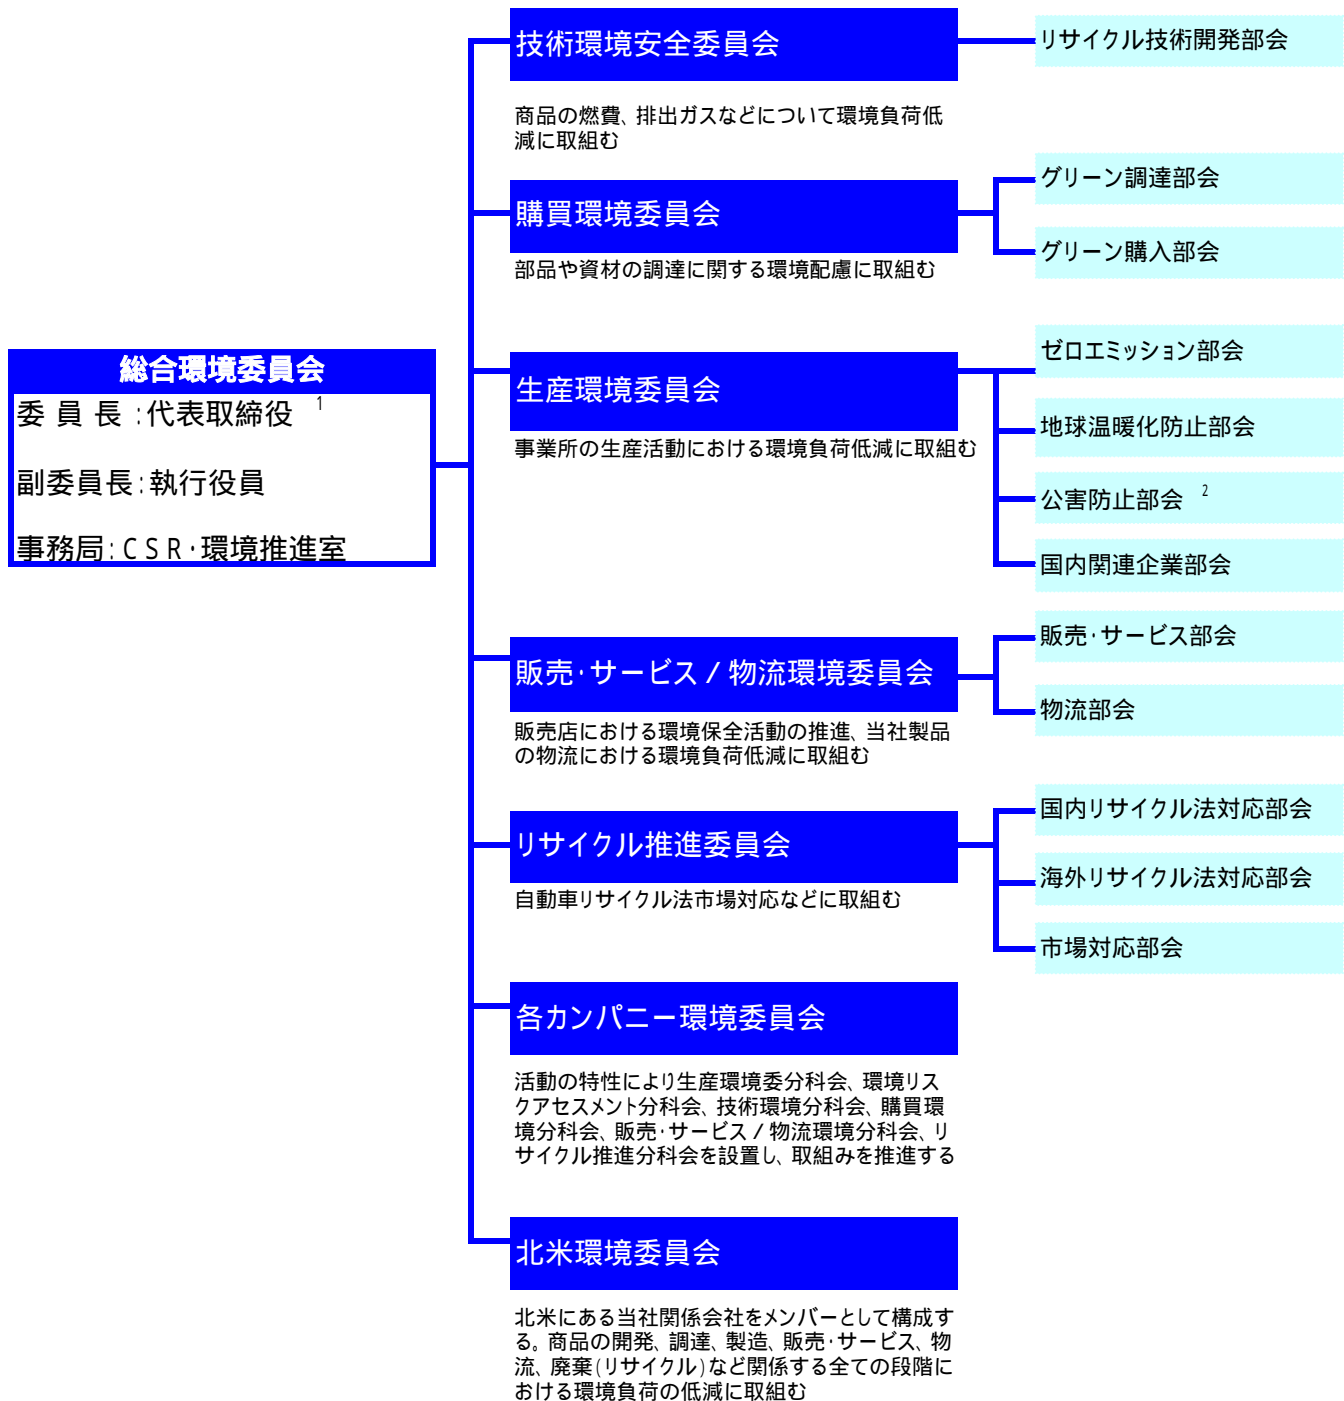 総合環境委員会
委員長:代表取締役 1
副委員長:執行役員
事務局:CSR・環境推進室
技術環境安全委員会
商品の燃費、排出ガスなどについて環境負荷低
減に取組む
リサイクル技術開発部会
購買環境委員会
部品や資材の調達に関する環境配慮に取組む
グリーン調達部会
グリーン購入部会
生産環境委員会
事業所の生産活動における環境負荷低減に取組む
ゼロエミッション部会
地球温暖化防止部会
公害防止部会 2
国内関連企業部会
販売・サービス/物流環境委員会
販売店における環境保全活動の推進、当社製品
の物流における環境負荷低減に取組む
販売・サービス部会
物流部会
リサイクル推進委員会
自動車リサイクル法市場対応などに取組む
国内リサイクル法対応部会
海外リサイクル法対応部会
市場対応部会
各カンパニー環境委員会
活動の特性により生産環境委分科会、環境リス
クアセスメント分科会、技術環境分科会、購買環
境分科会、販売・サービス/物流環境分科会、リ
サイクル推進分科会を設置し、取組みを推進する
北米環境委員会
北米にある当社関係会社をメンバーとして構成す
る。商品の開発、調達、製造、販売・サービス、物
流、廃棄(リサイクル)など関係する全ての段階に
おける環境負荷の低減に取組む